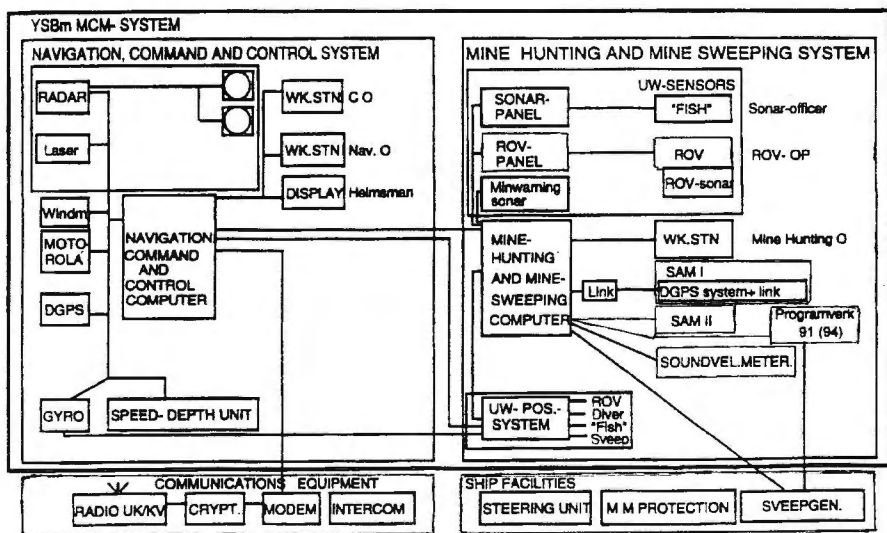 YSBm MCM- SYSTEM
NAVIGATION, COMMAND AND CONTROL SYSTEM
RADAR
Laser
Windm
MOTO-
ROLA
DGPS
GYRO
SPEED- DEPTH UNIT
NAVIGATION
COMMAND
AND
CONTROL
COMPUTER
WK.STN C O
WK.STN Nav. O
DISPLAY Helmsman
MINE HUNTING AND MINE SWEEPING SYSTEM
UW-SENSORS
SONAR-
PANEL
"FISH" Sonar-officer
ROV-
PANEL
ROV ROV- OP
ROV-sonar
Minwarning
sonar
MINE-
HUNTING
AND MINE-
SWEEPING
COMPUTER
WK.STN Mine Hunting O
Link
SAM I
DGPS system+ link
SAM II
Programverk
91 (94)
SOUNDVEL.METER.
UW- POS.-
SYSTEM
ROV
Diver
"Fish"
Sveep
COMMUNICATIONS EQUIPMENT
RADIO UK/KV
CRYPT.
MODEM
INTERCOM
SHIP FACILITIES
STEERING UNIT
M M PROTECTION
SVEEPGEN.